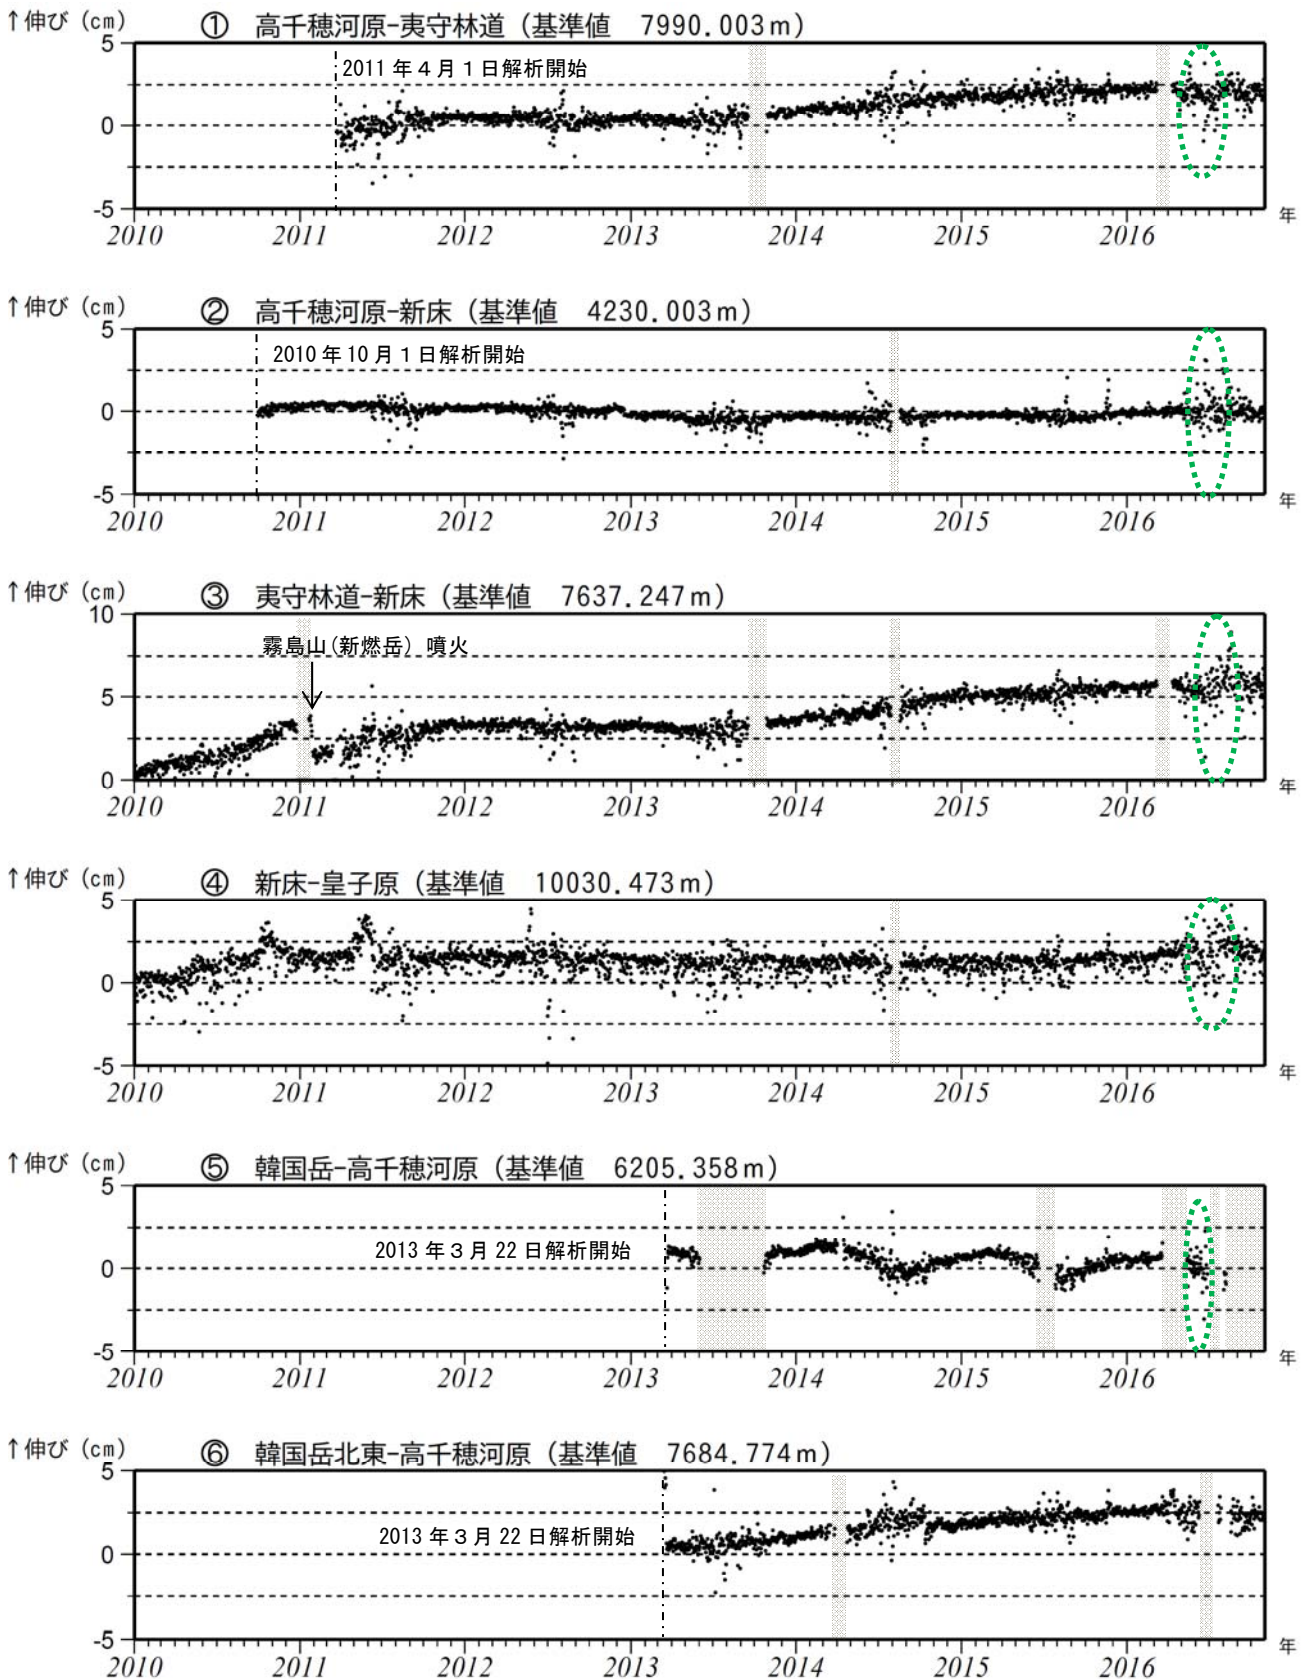 ↑伸び（cm）
① 高千穂河原-夷守林道（基準値　7990.003m）
5
2011年4月1日解析開始
0
-5
2010 2011 2012 2013 2014 2015 2016 年
↑伸び（cm）
② 高千穂河原-新床（基準値　4230.003m）
5
2010年10月1日解析開始
0
-5
2010 2011 2012 2013 2014 2015 2016 年
↑伸び（cm）
③ 夷守林道-新床（基準値　7637.247m）
10
霧島山(新燃岳）噴火
5
0
2010 2011 2012 2013 2014 2015 2016 年
↑伸び（cm）
④ 新床-皇子原（基準値　10030.473m）
5
0
-5
2010 2011 2012 2013 2014 2015 2016 年
↑伸び（cm）
⑤ 韓国岳-高千穂河原（基準値　6205.358m）
5
2013年３月22日解析開始
0
-5
2010 2011 2012 2013 2014 2015 2016 年
↑伸び（cm）
⑥ 韓国岳北東-高千穂河原（基準値　7684.774m）
5
2013年３月22日解析開始
0
-5
2010 2011 2012 2013 2014 2015 2016 年